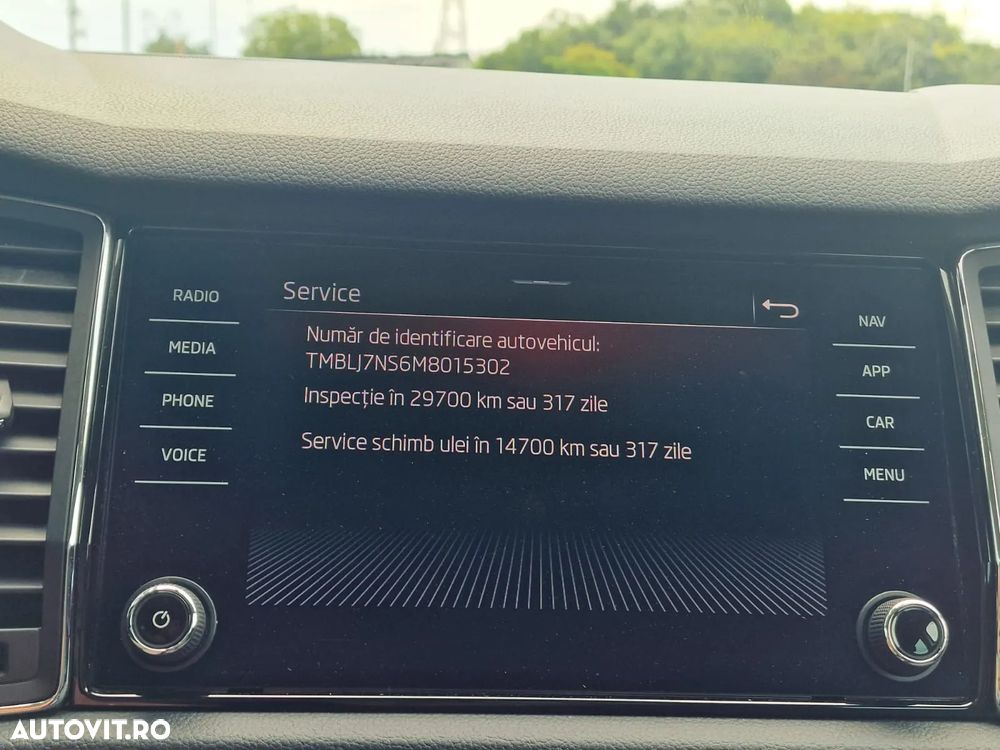 RADIO
MEDIA
PHONE
VOICE
Service
Număr de identificare autovehicul:
TMBLJ7NS6M8015302
Inspecție în 29700 km sau 317 zile
Service schimb ulei în 14700 km sau 317 zile
NAV
APP
CAR
MENU
AUTOVIT.RO